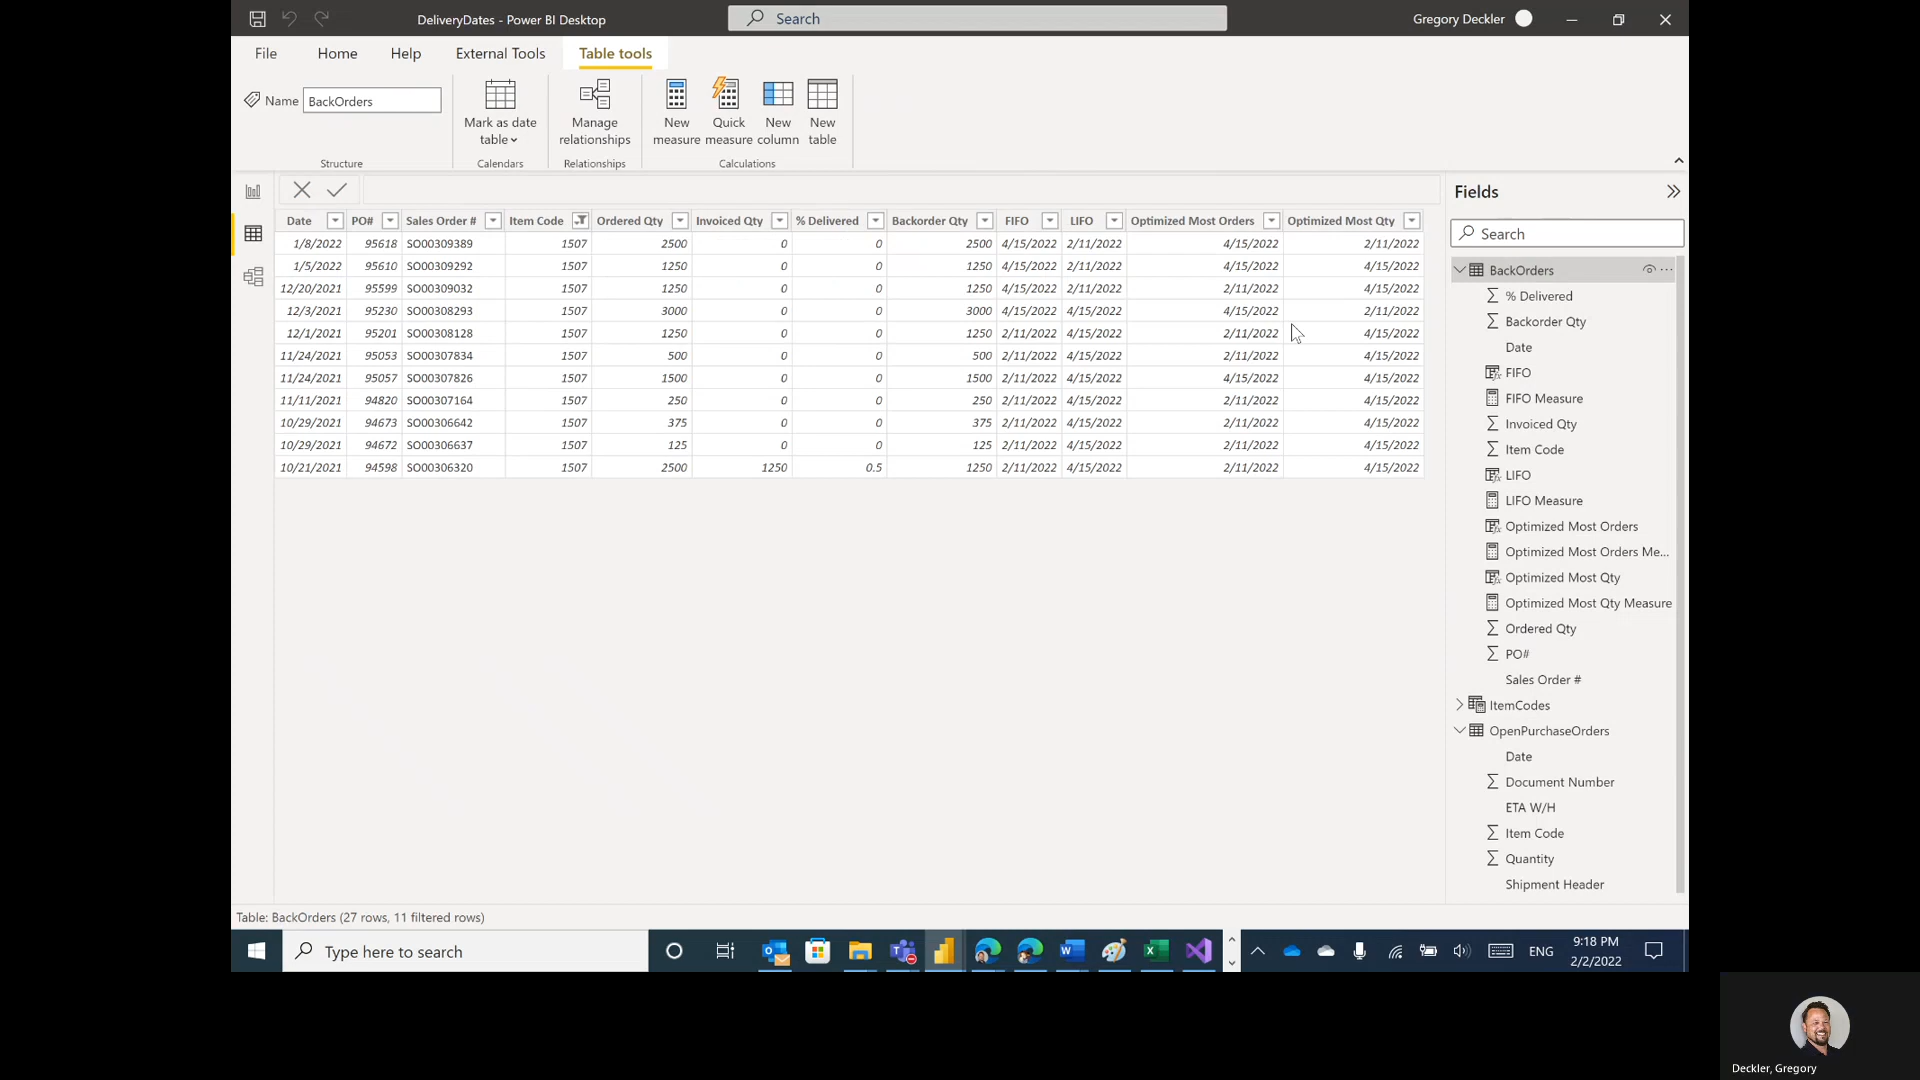 DeliveryDates - Power BI Desktop
Search
Gregory Deckler
File Home Help External Tools Table tools
Name BackOrders
Mark as date table
Manage relationships
New measure
Quick measure
New column
New table
Structure Calendars Relationships Calculations
Fields
Search
Date PO# Sales Order # Item Code Ordered Qty Invoiced Qty % Delivered Backorder Qty FIFO LIFO Optimized Most Orders Optimized Most Qty
1/8/2022 95618 SO00309389 1507 2500 0 0 2500 4/15/2022 2/11/2022 4/15/2022 2/11/2022
1/5/2022 95610 SO00309292 1507 1250 0 0 1250 4/15/2022 2/11/2022 4/15/2022 4/15/2022
12/20/2021 95599 SO00309032 1507 1250 0 0 1250 4/15/2022 2/11/2022 2/11/2022 4/15/2022
12/3/2021 95230 SO00308293 1507 3000 0 0 3000 4/15/2022 4/15/2022 4/15/2022 2/11/2022
12/1/2021 95201 SO00308128 1507 1250 0 0 1250 2/11/2022 4/15/2022 2/11/2022 4/15/2022
11/24/2021 95053 SO00307834 1507 500 0 0 500 2/11/2022 4/15/2022 2/11/2022 4/15/2022
11/24/2021 95057 SO00307826 1507 1500 0 0 1500 2/11/2022 4/15/2022 4/15/2022 4/15/2022
11/11/2021 94820 SO00307164 1507 250 0 0 250 2/11/2022 4/15/2022 2/11/2022 4/15/2022
10/29/2021 94673 SO00306642 1507 375 0 0 375 2/11/2022 4/15/2022 2/11/2022 4/15/2022
10/29/2021 94672 SO00306637 1507 125 0 0 125 2/11/2022 4/15/2022 2/11/2022 4/15/2022
10/21/2021 94598 SO00306320 1507 2500 1250 0.5 1250 2/11/2022 4/15/2022 2/11/2022 4/15/2022
BackOrders
% Delivered
Backorder Qty
Date
FIFO
FIFO Measure
Invoiced Qty
Item Code
LIFO
LIFO Measure
Optimized Most Orders
Optimized Most Orders Me...
Optimized Most Qty
Optimized Most Qty Measure
Ordered Qty
PO#
Sales Order #
ItemCodes
OpenPurchaseOrders
Date
Document Number
ETA W/H
Item Code
Quantity
Shipment Header
Table: BackOrders (27 rows, 11 filtered rows)
Type here to search
ENG
9:18 PM
2/2/2022
Deckler, Gregory